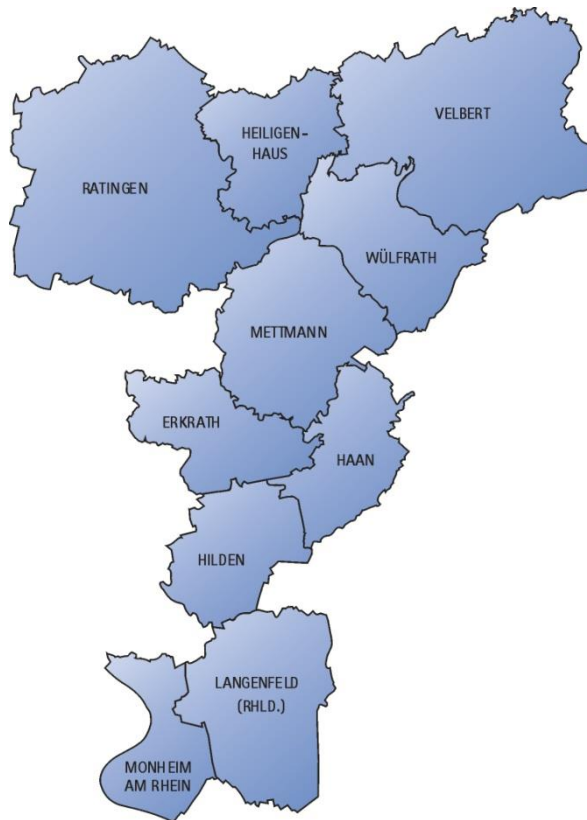 VELBERT
HEILIGEN-
HAUS
RATINGEN
WÜLFRATH
METTMANN
ERKRATH
HAAN
HILDEN
LANGENFELD
(RHLD.)
MONHEIM
AM RHEIN